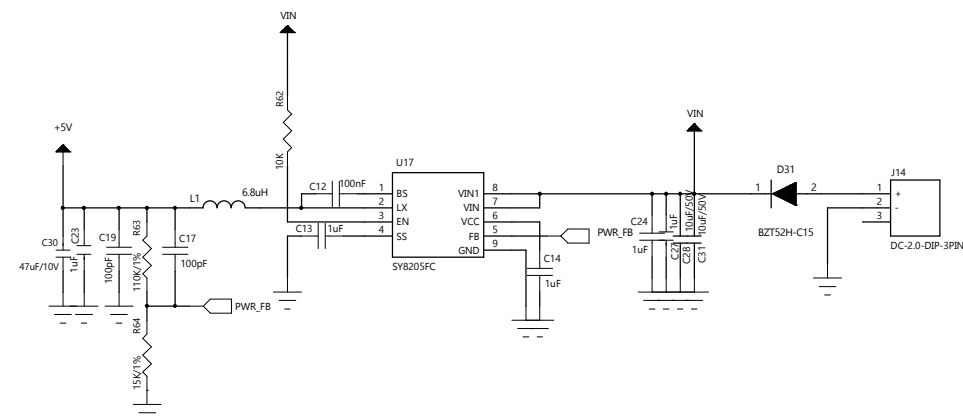 VIN
R62
10K
+5V
L1
6.8uH
C12
100nF
C13
1uF
U17
1
BS
2
LX
3
EN
4
SS
VIN1
8
VIN
7
VCC
6
FB
5
GND
9
SY8205FC
C14
1uF
PWR_FB
C30
47uF/10V
C23
1uF
C19
100pF
R63
110K/1%
C17
100pF
PWR_FB
R64
15K/1%
VIN
C24
1uF
C27
1uF
C28
10uF/50V
C31
10uF/50V
D31
1
2
BZT52H-C15
J14
1
+
2
-
3
DC-2.0-DIP-3PIN